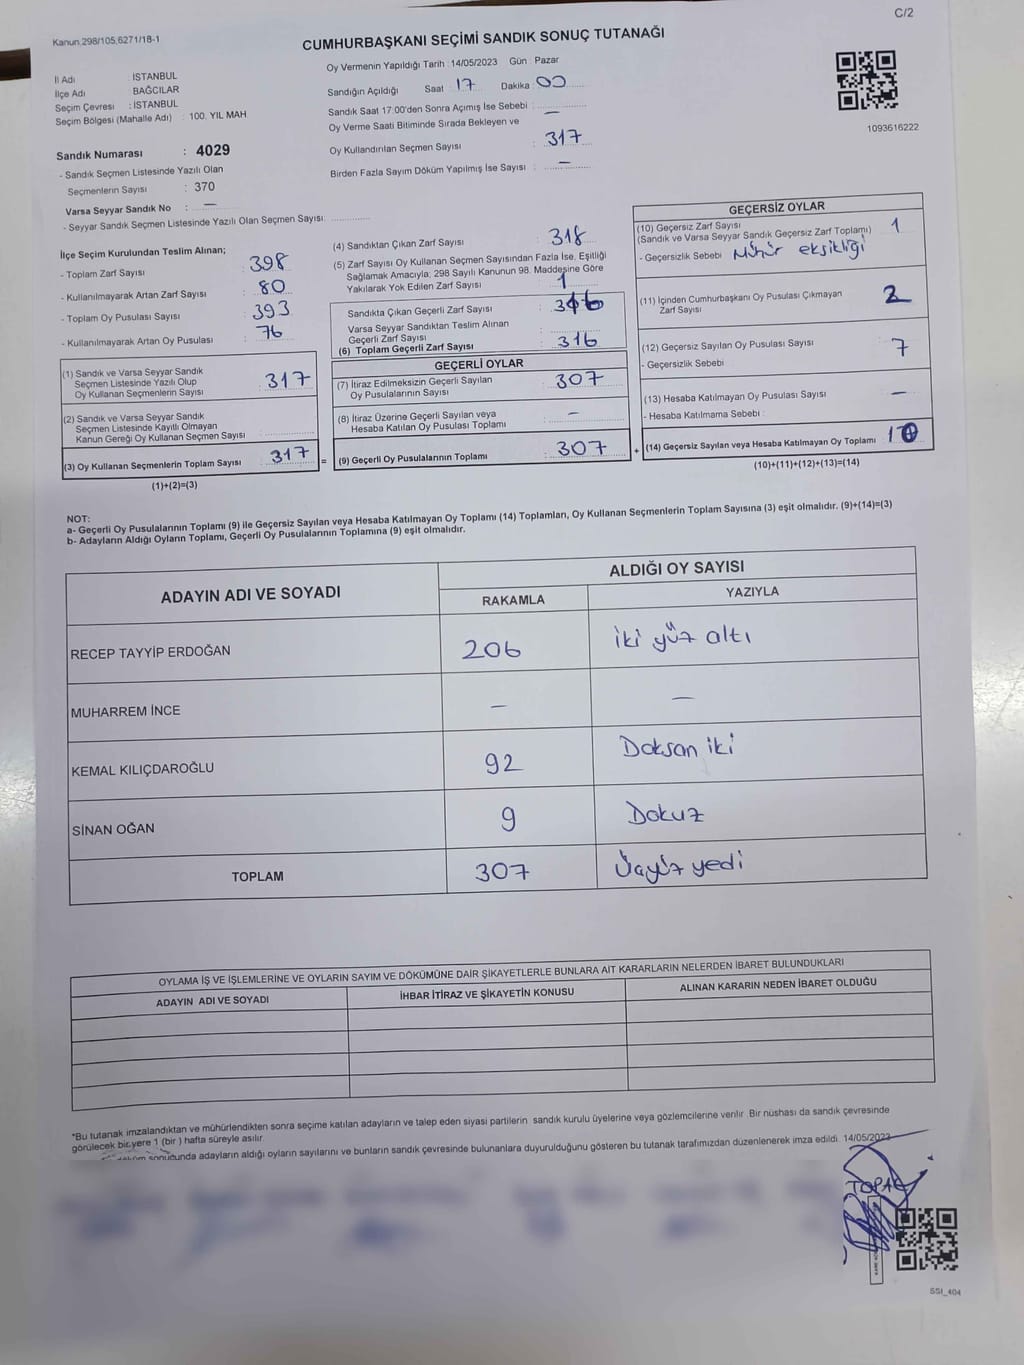 C/2
Kanun 298/105,6271/18-1
CUMHURBAŞKANI SEÇİMİ SANDIK SONUÇ TUTANAĞI
İl Adı : İSTANBUL
İlçe Adı : BAĞCILAR
Seçim Çevresi : İSTANBUL
Seçim Bölgesi (Mahalle Adı) : 100. YIL MAH
Sandık Numarası : 4029
- Sandık Seçmen Listesinde Yazılı Olan
Seçmenlerin Sayısı : 370
Varsa Seyyar Sandık No : —
- Seyyar Sandık Seçmen Listesinde Yazılı Olan Seçmen Sayısı:
Oy Vermenin Yapıldığı Tarih : 14/05/2023 Gün : Pazar
Sandığın Açıldığı Saat : 17 Dakika : 00
Sandık Saat 17:00'den Sonra Açımış İse Sebebi :
Oy Verme Saati Bitiminde Sırada Bekleyen ve —
Oy Kullandırılan Seçmen Sayısı : 317
Birden Fazla Sayım Döküm Yapılmış İse Sayısı : —
1093616222
İlçe Seçim Kurulundan Teslim Alınan;
- Toplam Zarf Sayısı : 398
- Kullanılmayarak Artan Zarf Sayısı : 80
- Toplam Oy Pusulası Sayısı : 393
- Kullanılmayarak Artan Oy Pusulası : 76
(1) Sandık ve Varsa Seyyar Sandık
Seçmen Listesinde Yazılı Olup
Oy Kullanan Seçmenlerin Sayısı : 317
(2) Sandık ve Varsa Seyyar Sandık
Seçmen Listesinde Kayıtlı Olmayan
Kanun Gereği Oy Kullanan Seçmen Sayısı
(3) Oy Kullanan Seçmenlerin Toplam Sayısı : 317
(1)+(2)=(3)
(4) Sandıktan Çıkan Zarf Sayısı : 318
(5) Zarf Sayısı Oy Kullanan Seçmen Sayısından Fazla İse, Eşitliği
Sağlamak Amacıyla; 298 Sayılı Kanunun 98. Maddesine Göre
Yakılarak Yok Edilen Zarf Sayısı : 1
Sandıkta Çıkan Geçerli Zarf Sayısı : 316
Varsa Seyyar Sandıktan Teslim Alınan
Geçerli Zarf Sayısı :
(6) Toplam Geçerli Zarf Sayısı : 316
GEÇERLİ OYLAR
(7) İtiraz Edilmeksizin Geçerli Sayılan
Oy Pusulalarının Sayısı : 307
(8) İtiraz Üzerine Geçerli Sayılan veya
Hesaba Katılan Oy Pusulası Toplamı : —
(9) Geçerli Oy Pusulalarının Toplamı : 307
=
+
GEÇERSİZ OYLAR
(10) Geçersiz Zarf Sayısı
(Sandık ve Varsa Seyyar Sandık Geçersiz Zarf Toplamı) 1
- Geçersizlik Sebebi Mühür eksikliği
(11) İçinden Cumhurbaşkanı Oy Pusulası Çıkmayan
Zarf Sayısı 2
(12) Geçersiz Sayılan Oy Pusulası Sayısı : 7
- Geçersizlik Sebebi
(13) Hesaba Katılmayan Oy Pusulası Sayısı : —
- Hesaba Katılmama Sebebi :
(14) Geçersiz Sayılan veya Hesaba Katılmayan Oy Toplamı : 10
(10)+(11)+(12)+(13)=(14)
NOT:
a- Geçerli Oy Pusulalarının Toplamı (9) ile Geçersiz Sayılan veya Hesaba Katılmayan Oy Toplamı (14) Toplamları, Oy Kullanan Seçmenlerin Toplam Sayısına (3) eşit olmalıdır. (9)+(14)=(3)
b- Adayların Aldığı Oyların Toplamı, Geçerli Oy Pusulalarının Toplamına (9) eşit olmalıdır.
ADAYIN ADI VE SOYADI
ALDIĞI OY SAYISI
RAKAMLA YAZIYLA
RECEP TAYYİP ERDOĞAN 206 iki yüz altı
MUHARREM İNCE — —
KEMAL KILIÇDAROĞLU 92 Doksan iki
SİNAN OĞAN 9 Dokuz
TOPLAM 307 Üçyüz yedi
OYLAMA İŞ VE İŞLEMLERİNE VE OYLARIN SAYIM VE DÖKÜMÜNE DAİR ŞİKAYETLERLE BUNLARA AİT KARARLARIN NELERDEN İBARET BULUNDUKLARI
ADAYIN ADI VE SOYADI İHBAR İTİRAZ VE ŞİKAYETİN KONUSU ALINAN KARARIN NEDEN İBARET OLDUĞU
*Bu tutanak imzalandıktan ve mühürlendikten sonra seçime katılan adayların ve talep eden siyasi partilerin sandık kurulu üyelerine veya gözlemcilerine verilir. Bir nüshası da sandık çevresinde
görülecek bir yere 1 (bir) hafta süreyle asılır.
sonucunda adayların aldığı oyların sayılarını ve bunların sandık çevresinde bulunanlara duyurulduğunu gösteren bu tutanak tarafımızdan düzenlenerek imza edildi. 14/05/2023
TOPAÇ
SSI_404